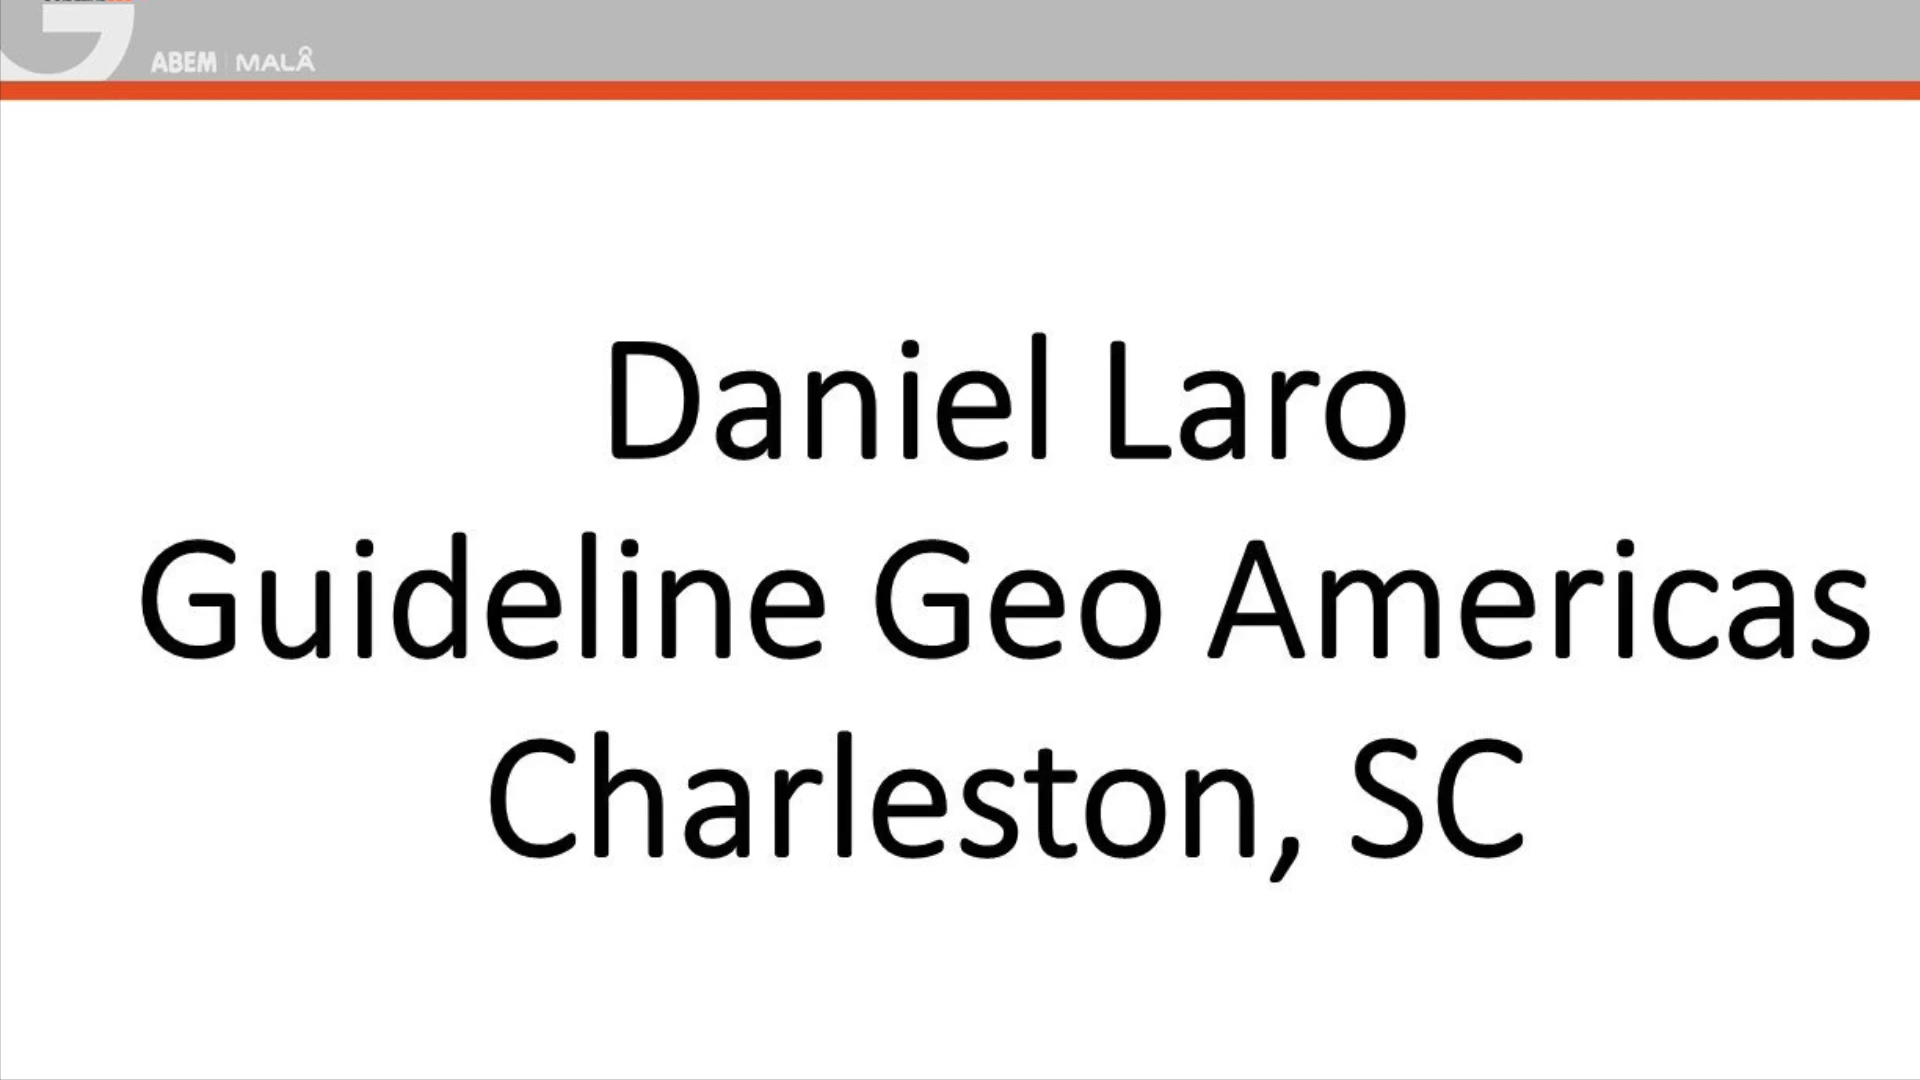 ABEM | MALÅ
Daniel Laro
Guideline Geo Americas
Charleston, SC